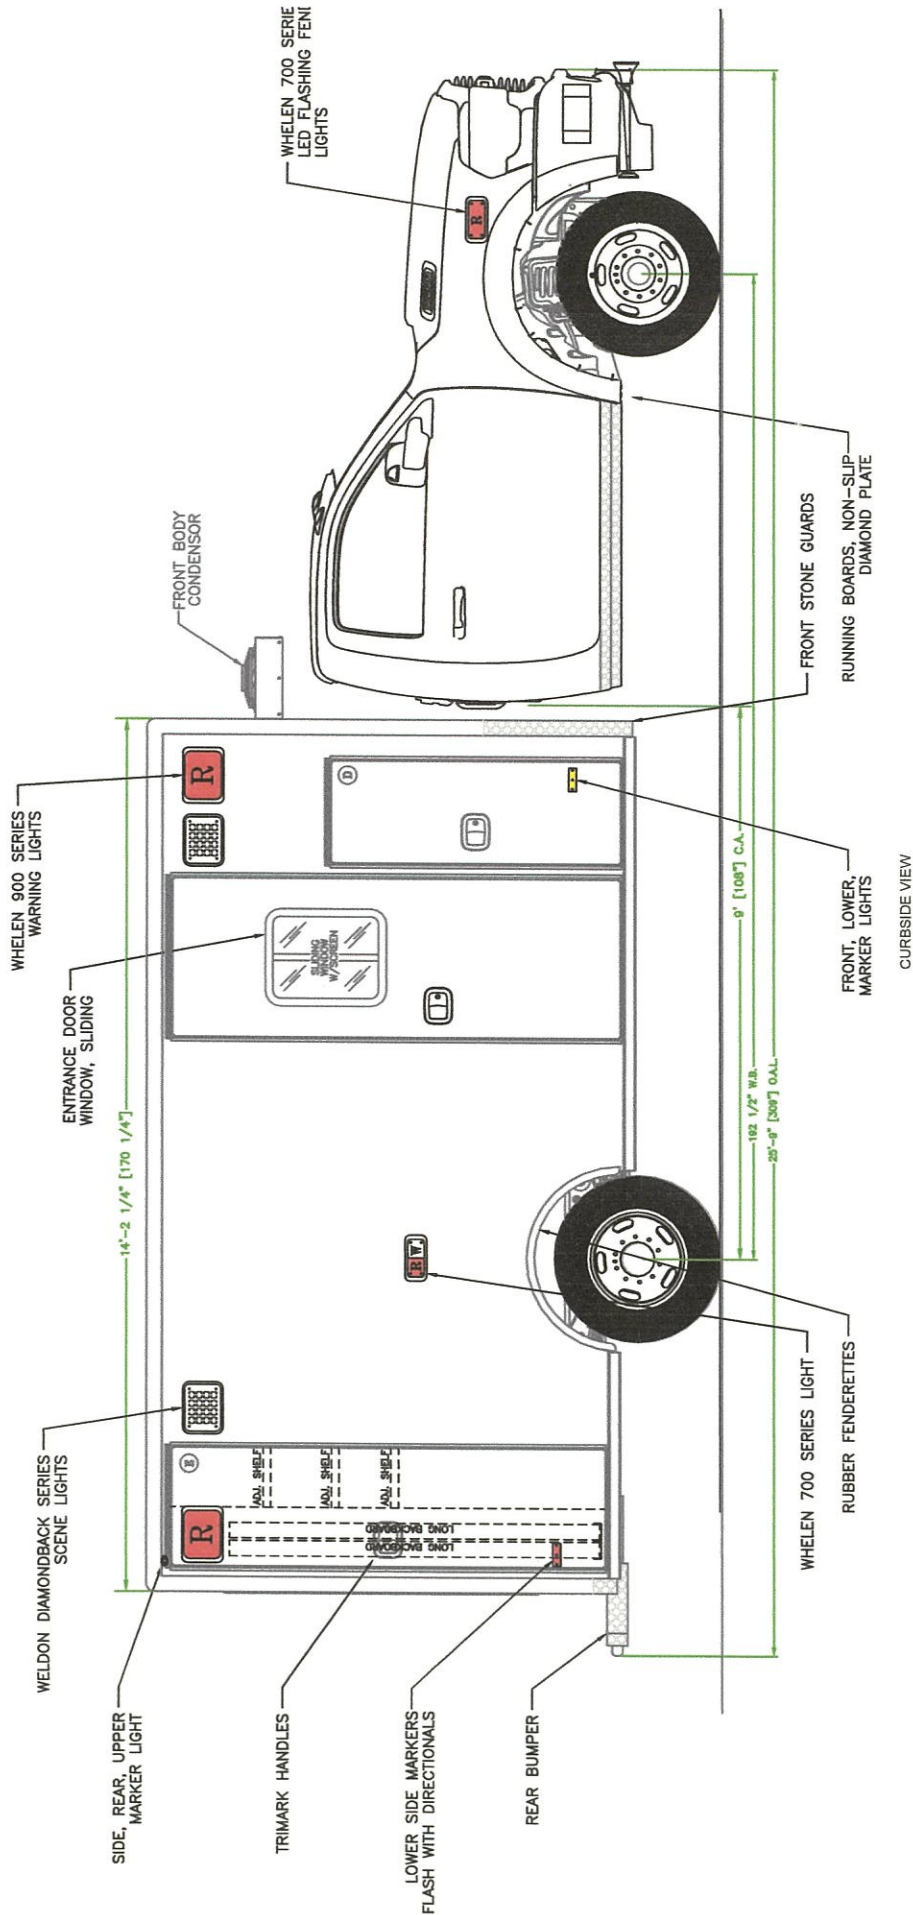 WHELEN 900 SERIES
WARNING LIGHTS
ENTRANCE DOOR
WINDOW, SLIDING
WELDON DIAMONDBACK SERIES
SCENE LIGHTS
SIDE, REAR, UPPER
MARKER LIGHT
14'-2 1/4" [170 1/4"]
FRONT BODY
CONDENSOR
WHELEN 700 SERIE
LED FLASHING FEND
LIGHTS
R
R
R
R W
R
E
D
ADJ. SHELF
ADJ. SHELF
ADJ. SHELF
LONG BACKBOARD
LONG BACKBOARD
SLIDING
WINDOW
W/SCREEN
TRIMARK HANDLES
LOWER SIDE MARKERS
FLASH WITH DIRECTIONALS
REAR BUMPER
WHELEN 700 SERIES LIGHT
RUBBER FENDERETTES
FRONT STONE GUARDS
RUNNING BOARDS, NON-SLIP
DIAMOND PLATE
FRONT, LOWER,
MARKER LIGHTS
9' [108"] C.A.
192 1/2" W.B.
25'-9" [309"] O.A.L.
CURBSIDE VIEW